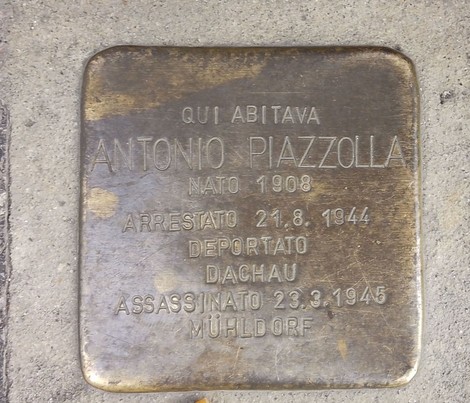 QUI ABITAVA
ANTONIO PIAZZOLLA
NATO 1908
ARRESTATO 21.8.1944
DEPORTATO
DACHAU
ASSASSINATO 23.3.1945
MÜHLDORF